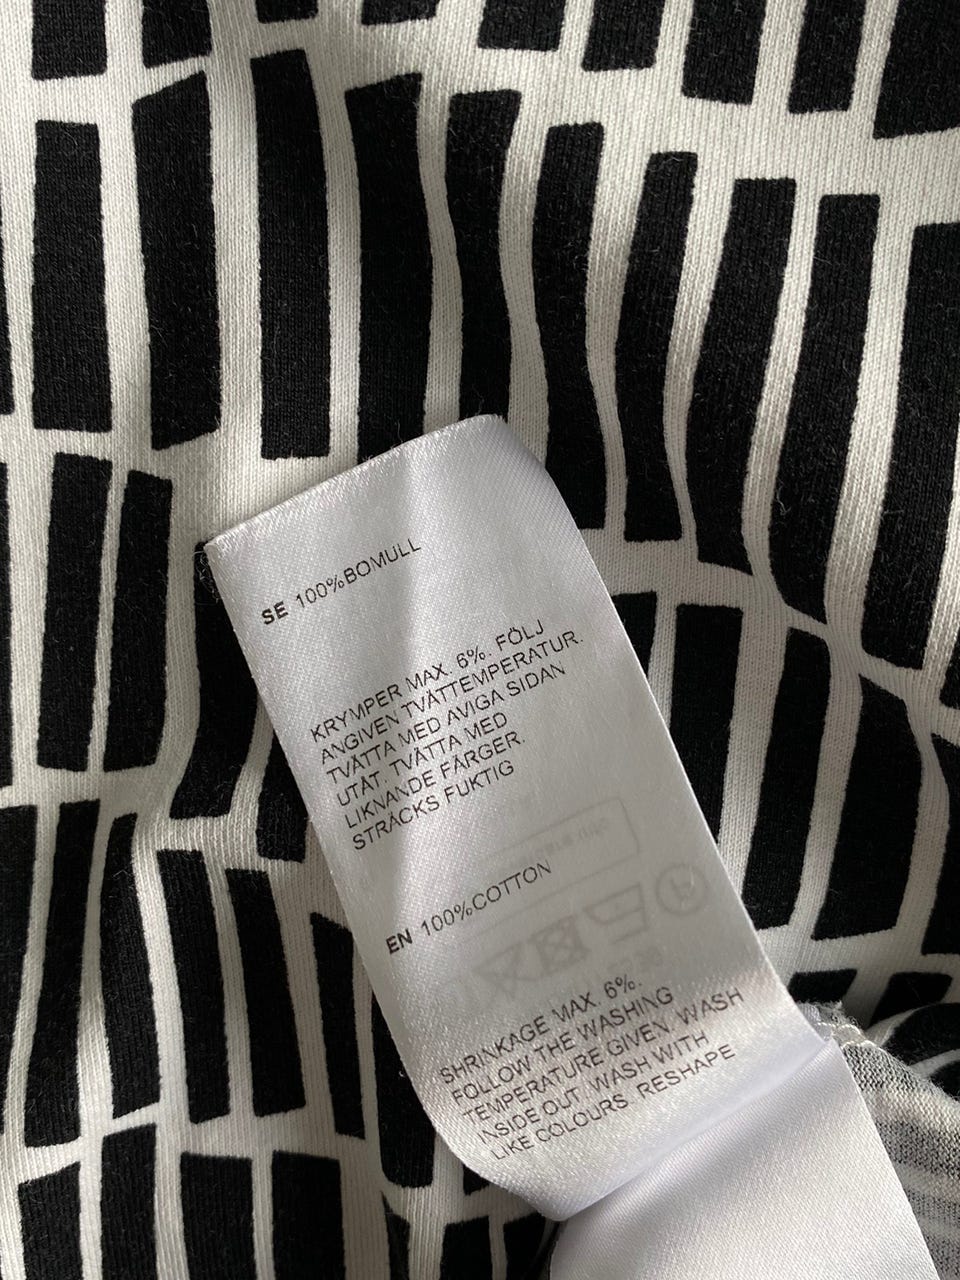 SE 100%BOMULL
KRYMPER MAX. 6%. FÖLJ
ANGIVEN TVÄTTEMPERATUR.
TVÄTTA MED AVIGA SIDAN
UTÅT. TVÄTTA MED
LIKNANDE FÄRGER.
STRÄCKS FUKTIG
EN 100%COTTON
SHRINKAGE MAX. 6%.
FOLLOW THE WASHING
TEMPERATURE GIVEN. WASH
INSIDE OUT. WASH WITH
LIKE COLOURS. RESHAPE